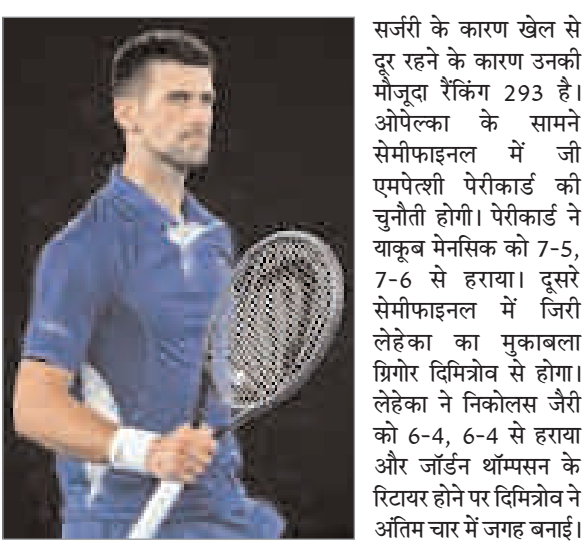 सर्जरी के कारण खेल से
दूर रहने के कारण उनकी
मौजूदा रैंकिंग 293 है।
ओपेल्का के सामने
सेमीफाइनल में जी
एमपेत्शी पेरीकार्ड की
चुनौती होगी। पेरीकार्ड ने
याकूब मेनसिक को 7-5,
7-6 से हराया। दूसरे
सेमीफाइनल में जिरी
लेहेका का मुकाबला
ग्रिगोर दिमित्रोव से होगा।
लेहेका ने निकोलस जैरी
को 6-4, 6-4 से हराया
और जॉर्डन थॉम्पसन के
रिटायर होने पर दिमित्रोव ने
अंतिम चार में जगह बनाई।